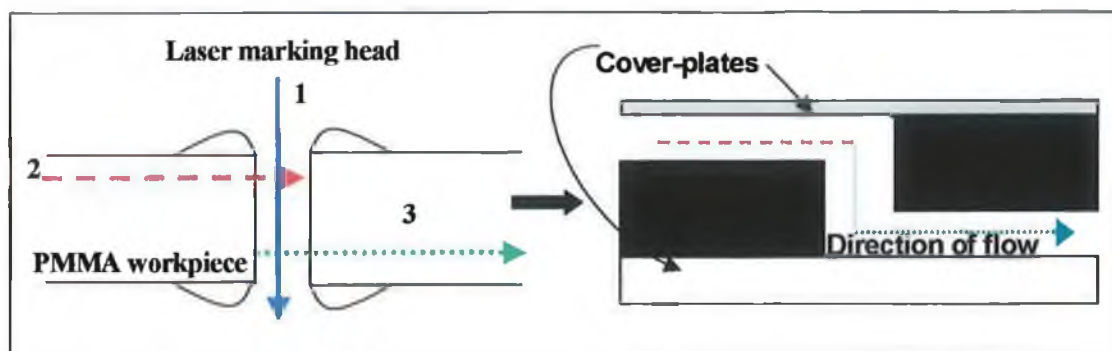 Laser marking head
1
2
3
PMMA workpiece
Cover-plates
Direction of flow